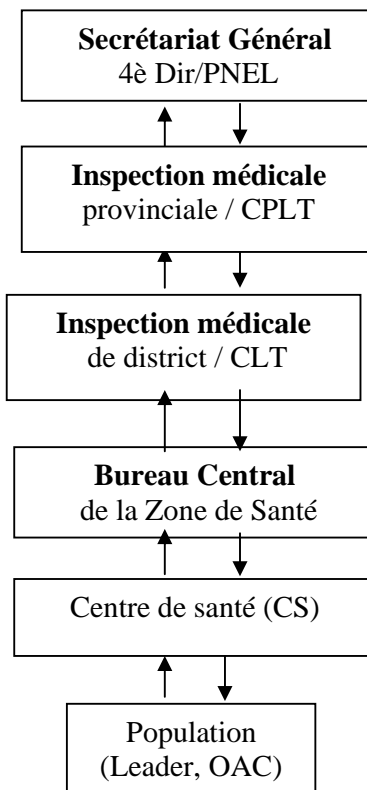 Secrétariat Général
4è Dir/PNEL
Inspection médicale
provinciale / CPLT
Inspection médicale
de district / CLT
Bureau Central
de la Zone de Santé
Centre de santé (CS)
Population
(Leader, OAC)